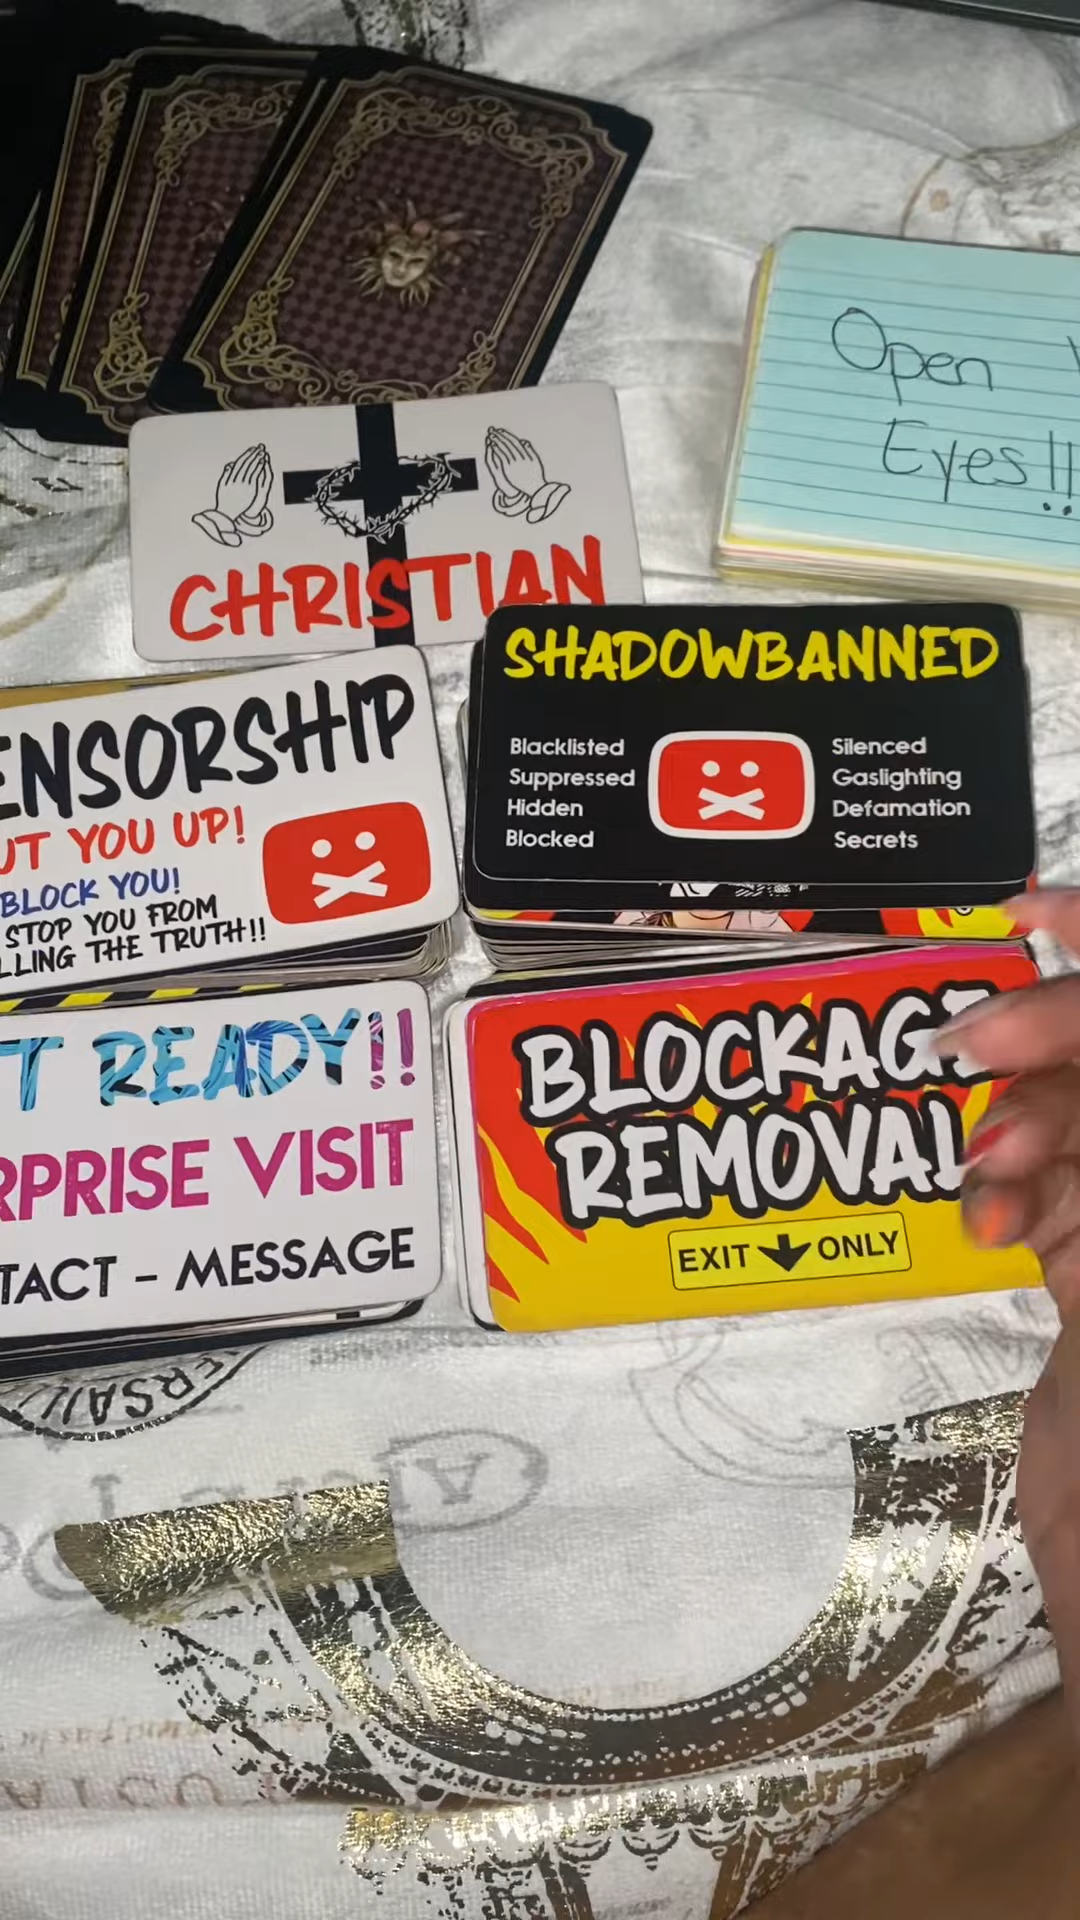 Open
Eyes!!
CHRISTIAN
ENSORSHIP
UT YOU UP!
BLOCK YOU!
STOP YOU FROM
LLING THE TRUTH!!
SHADOWBANNED
Blacklisted
Suppressed
Hidden
Blocked
Silenced
Gaslighting
Defamation
Secrets
T READY!!
RPRISE VISIT
TACT - MESSAGE
BLOCKAGE
REMOVAL
EXIT ONLY